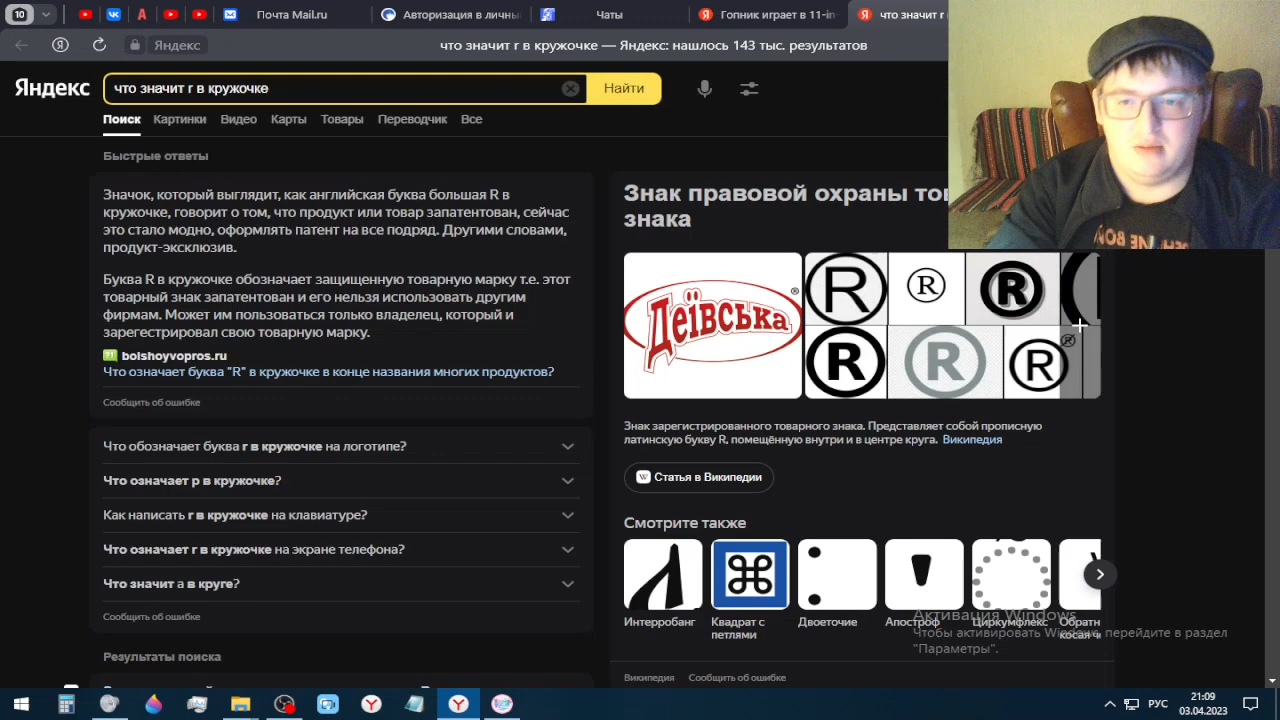 10
Почта Mail.ru
Авторизация в личны
Чаты
Гопник играет в 11-in
что значит r
Яндекс
что значит r в кружочке — Яндекс: нашлось 143 тыс. результатов
Яндекс
что значит r в кружочке
Найти
Поиск
Картинки
Видео
Карты
Товары
Переводчик
Все
Быстрые ответы
Значок, который выглядит, как английская буква большая R в
кружочке, говорит о том, что продукт или товар запатентован, сейчас
это стало модно, оформлять патент на все подряд. Другими словами,
продукт-эксклюзив.
Буква R в кружочке обозначает защищенную товарную марку т.е. этот
товарный знак запатентован и его нельзя использовать другим
фирмам. Может им пользоваться только владелец, который и
зарегестрировал свою товарную марку.
bolshoyvopros.ru
Что означает буква "R" в кружочке в конце названия многих продуктов?
Сообщить об ошибке
Что обозначает буква r в кружочке на логотипе?
Что означает р в кружочке?
Как написать r в кружочке на клавиатуре?
Что означает r в кружочке на экране телефона?
Что значит а в круге?
Сообщить об ошибке
Результаты поиска
Знак правовой охраны тов
знака
Деївська ®
® ® ®
® ® ®
Знак зарегистрированного товарного знака. Представляет собой прописную
латинскую букву R, помещённую внутри и в центре круга. Википедия
W Статья в Википедии
Смотрите также
Интерробанг
Квадрат с
петлями
Двоеточие
Апостроф
Циркумфлекс
Обратн
косая ч
Активация Windows
Чтобы активировать Windows, перейдите в раздел
"Параметры".
Википедия
Сообщить об ошибке
РУС
21:09
03.04.2023